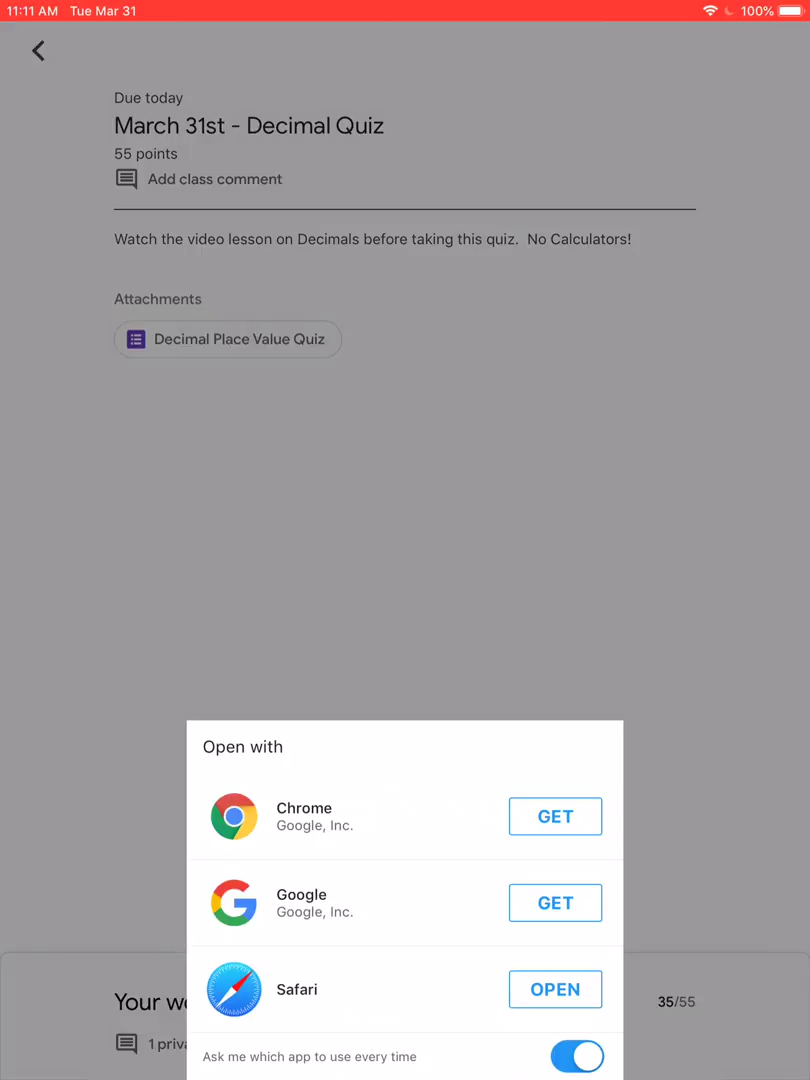 11:11 AM Tue Mar 31
100%
Due today
March 31st - Decimal Quiz
55 points
Add class comment
Watch the video lesson on Decimals before taking this quiz. No Calculators!
Attachments
Decimal Place Value Quiz
Open with
Chrome
Google, Inc.
GET
Google
Google, Inc.
GET
Safari
OPEN
Your
35/55
1
Ask me which app to use every time